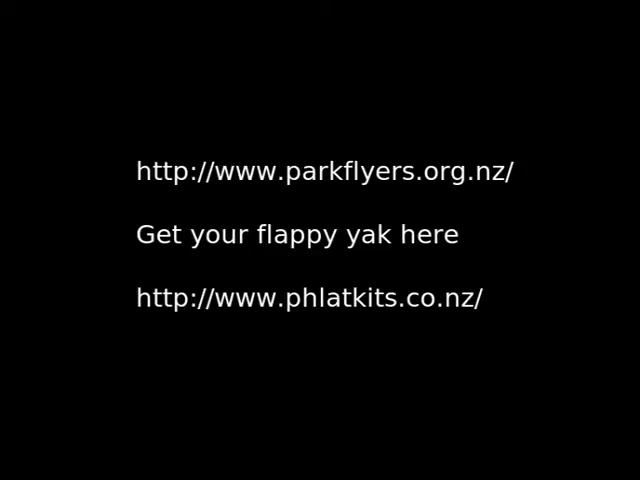 http://www.parkflyers.org.nz/
Get your flappy yak here
http://www.phlatkits.co.nz/